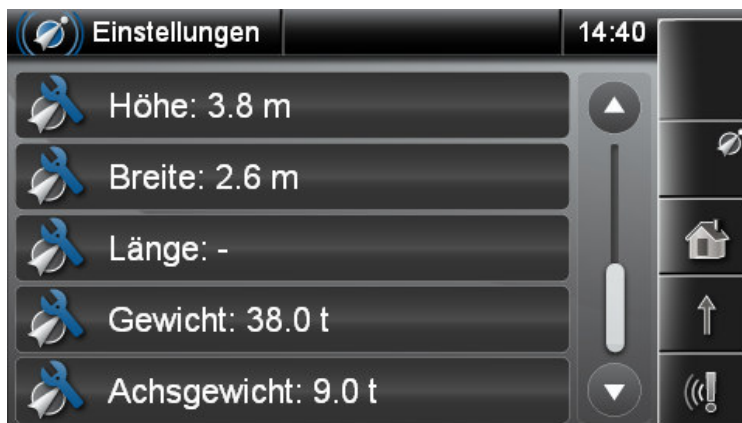 Einstellungen
14:40
Höhe: 3.8 m
Breite: 2.6 m
Länge: -
Gewicht: 38.0 t
Achsgewicht: 9.0 t